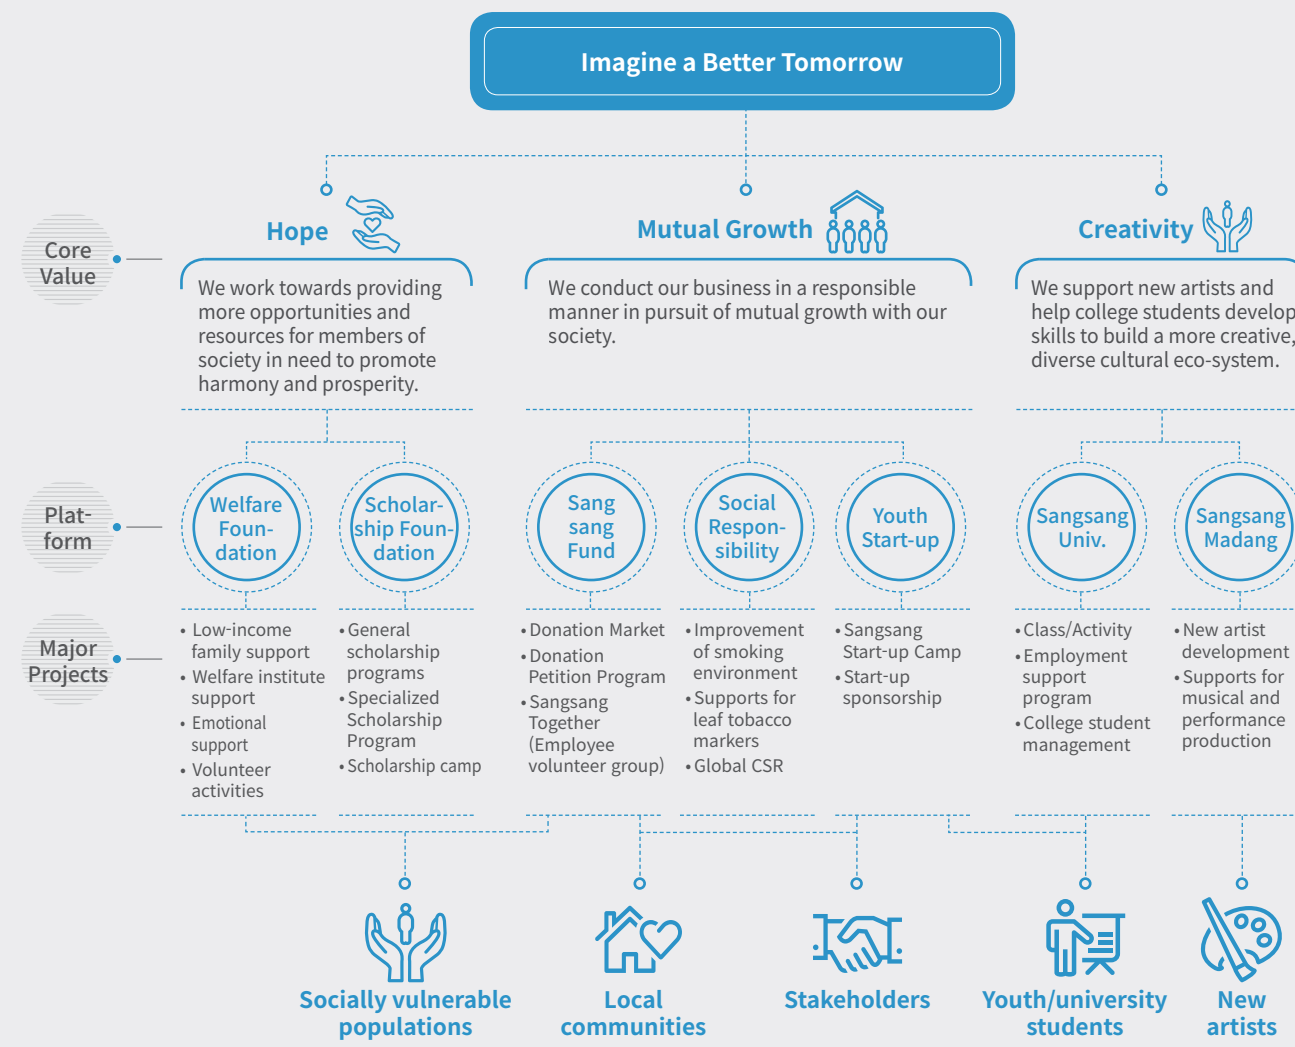 Imagine a Better Tomorrow
Core
Value
Hope
We work towards providing
more opportunities and
resources for members of
society in need to promote
harmony and prosperity.
Mutual Growth
We conduct our business in a responsible
manner in pursuit of mutual growth with our
society.
Creativity
We support new artists and
help college students develop
skills to build a more creative,
diverse cultural eco-system.
Plat-
form
Welfare
Foun-
dation
Scholar-
ship Foun-
dation
Sang
sang
Fund
Social
Respon-
sibility
Youth
Start-up
Sangsang
Univ.
Sangsang
Madang
Major
Projects
• Low-income
family support
• Welfare institute
support
• Emotional
support
• Volunteer
activities
• General
scholarship
programs
• Specialized
Scholarship
Program
• Scholarship camp
• Donation Market
• Donation
Petition Program
• Sangsang
Together
(Employee
volunteer group)
• Improvement
of smoking
environment
• Supports for
leaf tobacco
markers
• Global CSR
• Sangsang
Start-up Camp
• Start-up
sponsorship
• Class/Activity
• Employment
support
program
• College student
management
• New artist
development
• Supports for
musical and
performance
production
Socially vulnerable
populations
Local
communities
Stakeholders
Youth/university
students
New
artists